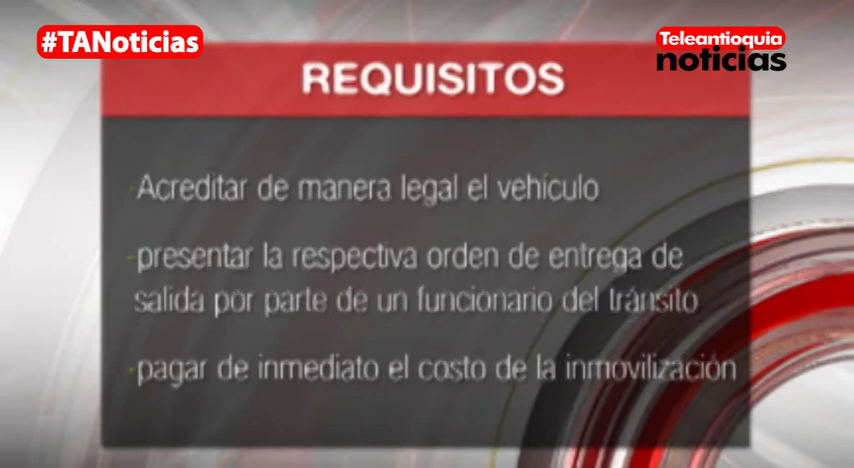 #TANoticias
Teleantioquia
noticias
REQUISITOS
-Acreditar de manera legal el vehículo
-presentar la respectiva orden de entrega de
salida por parte de un funcionario del tránsito
-pagar de inmediato el costo de la inmovilización